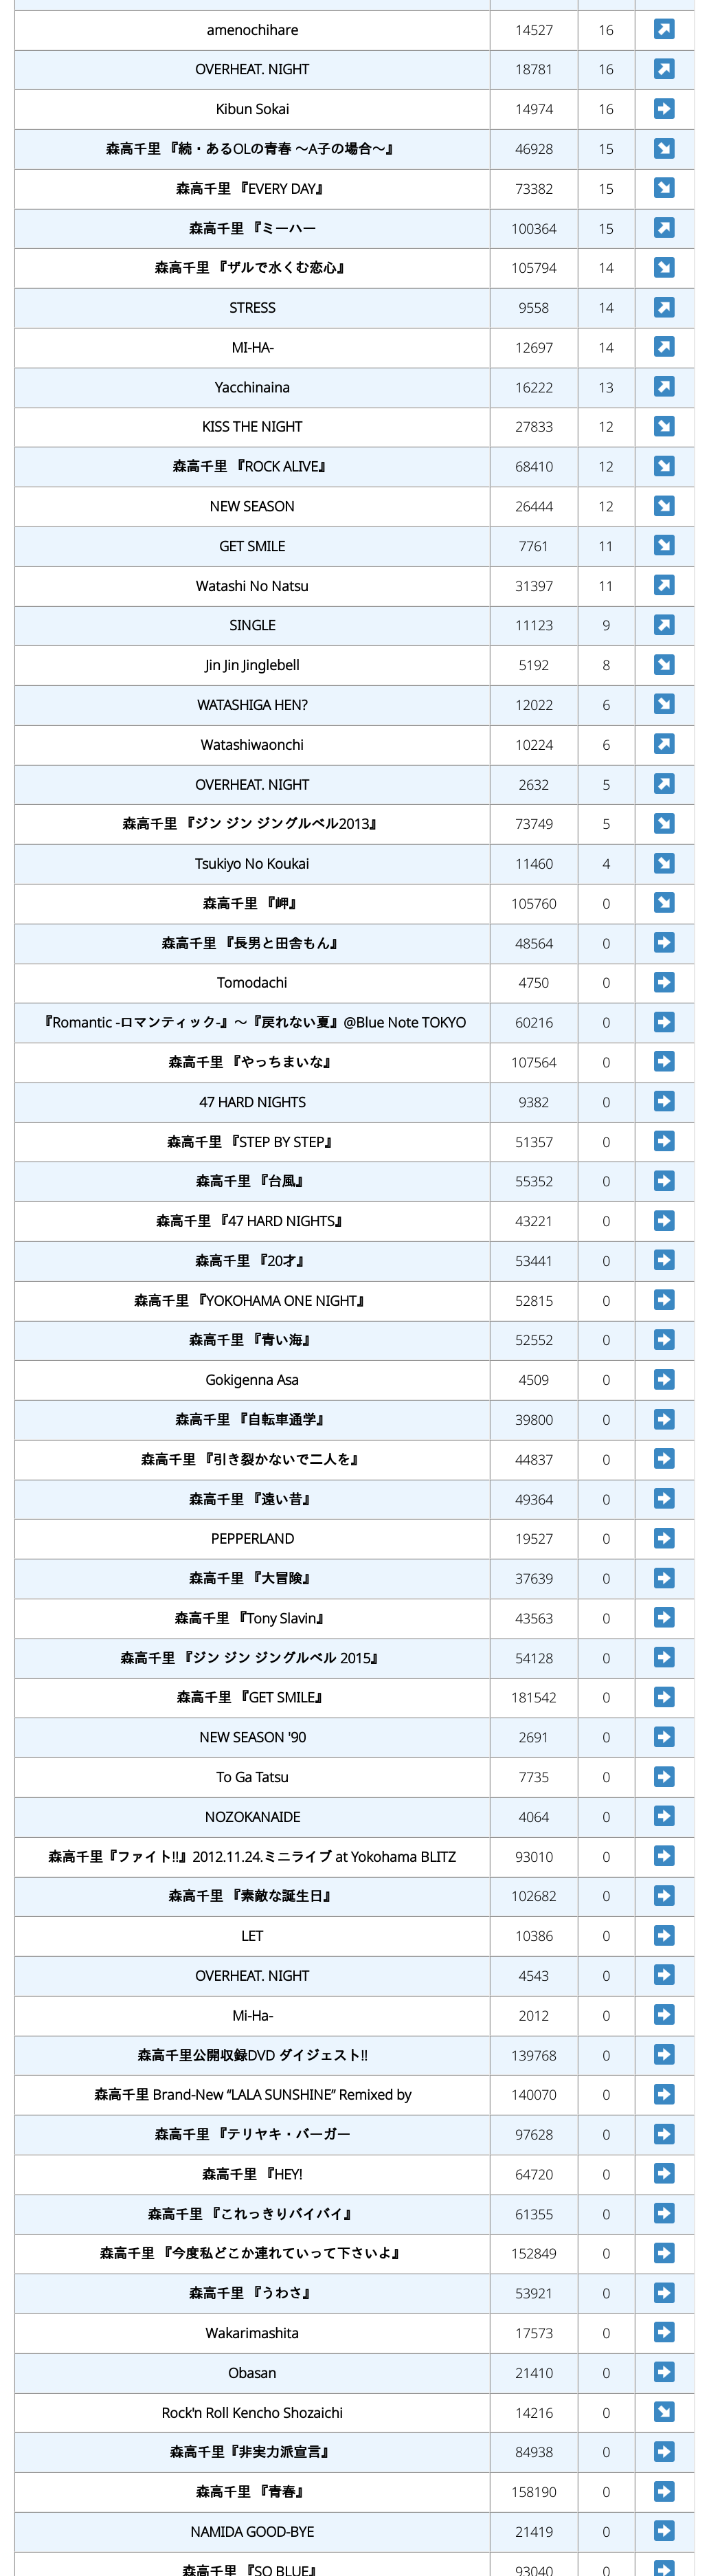 amenochihare 14527 16
OVERHEAT. NIGHT 18781 16
Kibun Sokai 14974 16
森高千里 『続・あるOLの青春 〜A子の場合〜』 46928 15
森高千里 『EVERY DAY』 73382 15
森高千里 『ミーハー 100364 15
森高千里 『ザルで水くむ恋心』 105794 14
STRESS 9558 14
MI-HA- 12697 14
Yacchinaina 16222 13
KISS THE NIGHT 27833 12
森高千里 『ROCK ALIVE』 68410 12
NEW SEASON 26444 12
GET SMILE 7761 11
Watashi No Natsu 31397 11
SINGLE 11123 9
Jin Jin Jinglebell 5192 8
WATASHIGA HEN? 12022 6
Watashiwaonchi 10224 6
OVERHEAT. NIGHT 2632 5
森高千里 『ジン ジン ジングルベル2013』 73749 5
Tsukiyo No Koukai 11460 4
森高千里 『岬』 105760 0
森高千里 『長男と田舎もん』 48564 0
Tomodachi 4750 0
『Romantic -ロマンティック-』〜『戻れない夏』@Blue Note TOKYO 60216 0
森高千里 『やっちまいな』 107564 0
47 HARD NIGHTS 9382 0
森高千里 『STEP BY STEP』 51357 0
森高千里 『台風』 55352 0
森高千里 『47 HARD NIGHTS』 43221 0
森高千里 『20才』 53441 0
森高千里 『YOKOHAMA ONE NIGHT』 52815 0
森高千里 『青い海』 52552 0
Gokigenna Asa 4509 0
森高千里 『自転車通学』 39800 0
森高千里 『引き裂かないで二人を』 44837 0
森高千里 『遠い昔』 49364 0
PEPPERLAND 19527 0
森高千里 『大冒険』 37639 0
森高千里 『Tony Slavin』 43563 0
森高千里 『ジン ジン ジングルベル 2015』 54128 0
森高千里 『GET SMILE』 181542 0
NEW SEASON '90 2691 0
To Ga Tatsu 7735 0
NOZOKANAIDE 4064 0
森高千里『ファイト!!』2012.11.24.ミニライブ at Yokohama BLITZ 93010 0
森高千里 『素敵な誕生日』 102682 0
LET 10386 0
OVERHEAT. NIGHT 4543 0
Mi-Ha- 2012 0
森高千里公開収録DVD ダイジェスト!! 139768 0
森高千里 Brand-New “LALA SUNSHINE” Remixed by 140070 0
森高千里 『テリヤキ・バーガー 97628 0
森高千里 『HEY! 64720 0
森高千里 『これっきりバイバイ』 61355 0
森高千里 『今度私どこか連れていって下さいよ』 152849 0
森高千里 『うわさ』 53921 0
Wakarimashita 17573 0
Obasan 21410 0
Rock'n Roll Kencho Shozaichi 14216 0
森高千里『非実力派宣言』 84938 0
森高千里 『青春』 158190 0
NAMIDA GOOD-BYE 21419 0
森高千里 『SO BLUE』 93040 0